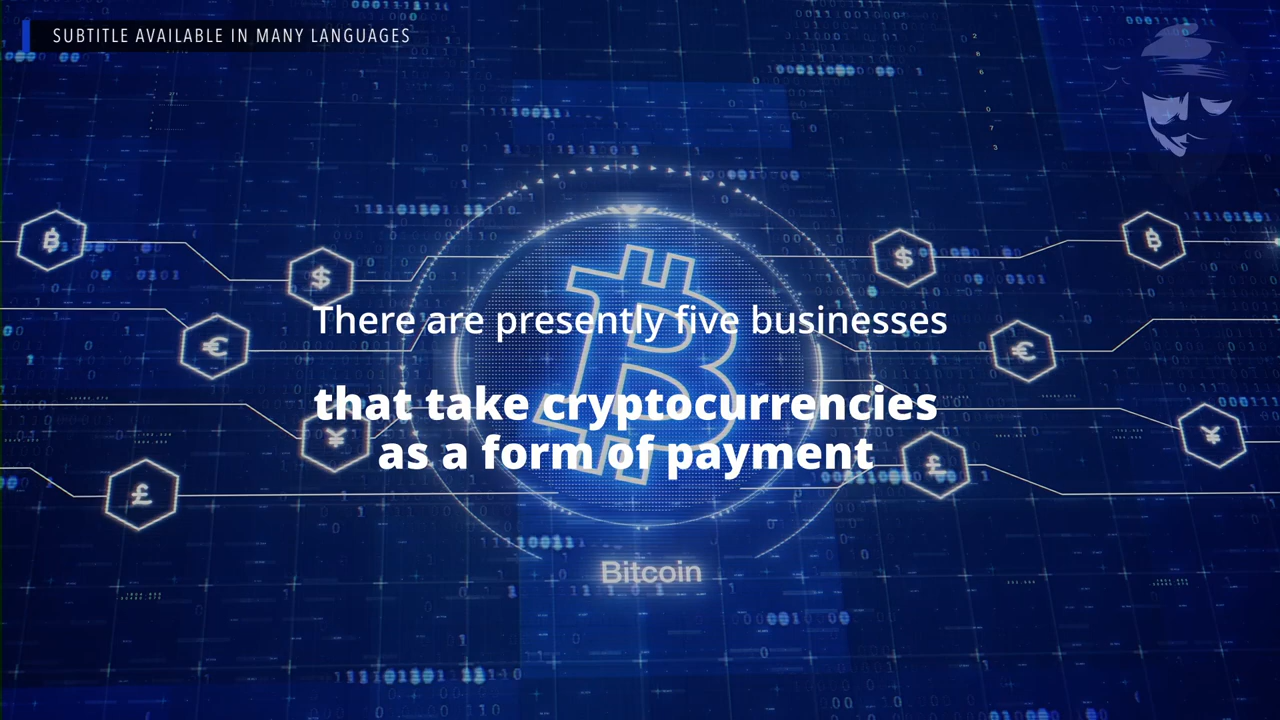 SUBTITLE AVAILABLE IN MANY LANGUAGES
There are presently five businesses
that take cryptocurrencies
as a form of payment
Bitcoin